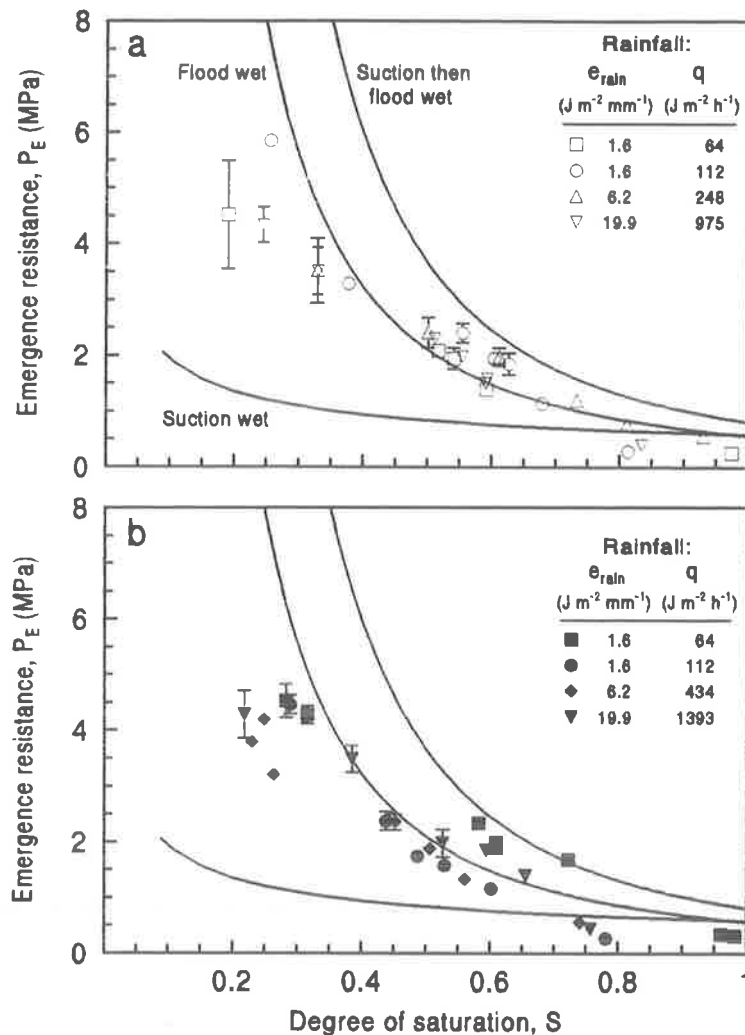 8
a
Flood wet
Suction then
flood wet
Rainfall:
e_rain q
(J m⁻² mm⁻¹) (J m⁻² h⁻¹)
□ 1.6 64
○ 1.6 112
△ 6.2 248
▽ 19.9 975
6
4
2
0
Emergence resistance, P_E (MPa)
Suction wet
8
b
Rainfall:
e_rain q
(J m⁻² mm⁻¹) (J m⁻² h⁻¹)
■ 1.6 64
● 1.6 112
◆ 6.2 434
▼ 19.9 1393
6
4
2
0
Emergence resistance, P_E (MPa)
0.2 0.4 0.6 0.8 1
Degree of saturation, S